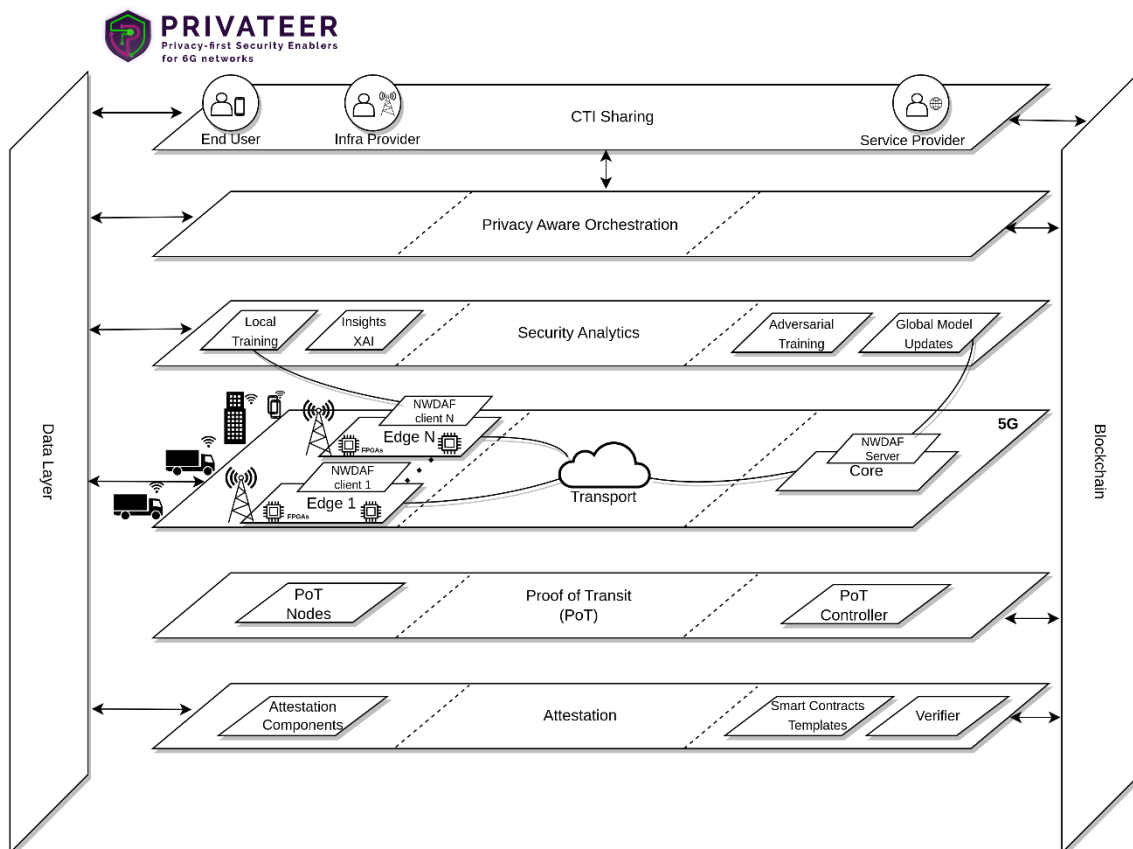 PRIVATEER
Privacy-first Security Enablers
for 6G networks
CTI Sharing
End User
Infra Provider
Service Provider
Privacy Aware Orchestration
Local
Training
Insights
XAI
Security Analytics
Adversarial
Training
Global Model
Updates
NWDAF
client N
Edge N
FPGAs
NWDAF
client 1
Edge 1
FPGAs
Transport
5G
NWDAF
Server
Core
Data Layer
Blockchain
PoT
Nodes
Proof of Transit
(PoT)
PoT
Controller
Attestation
Components
Attestation
Smart Contracts
Templates
Verifier